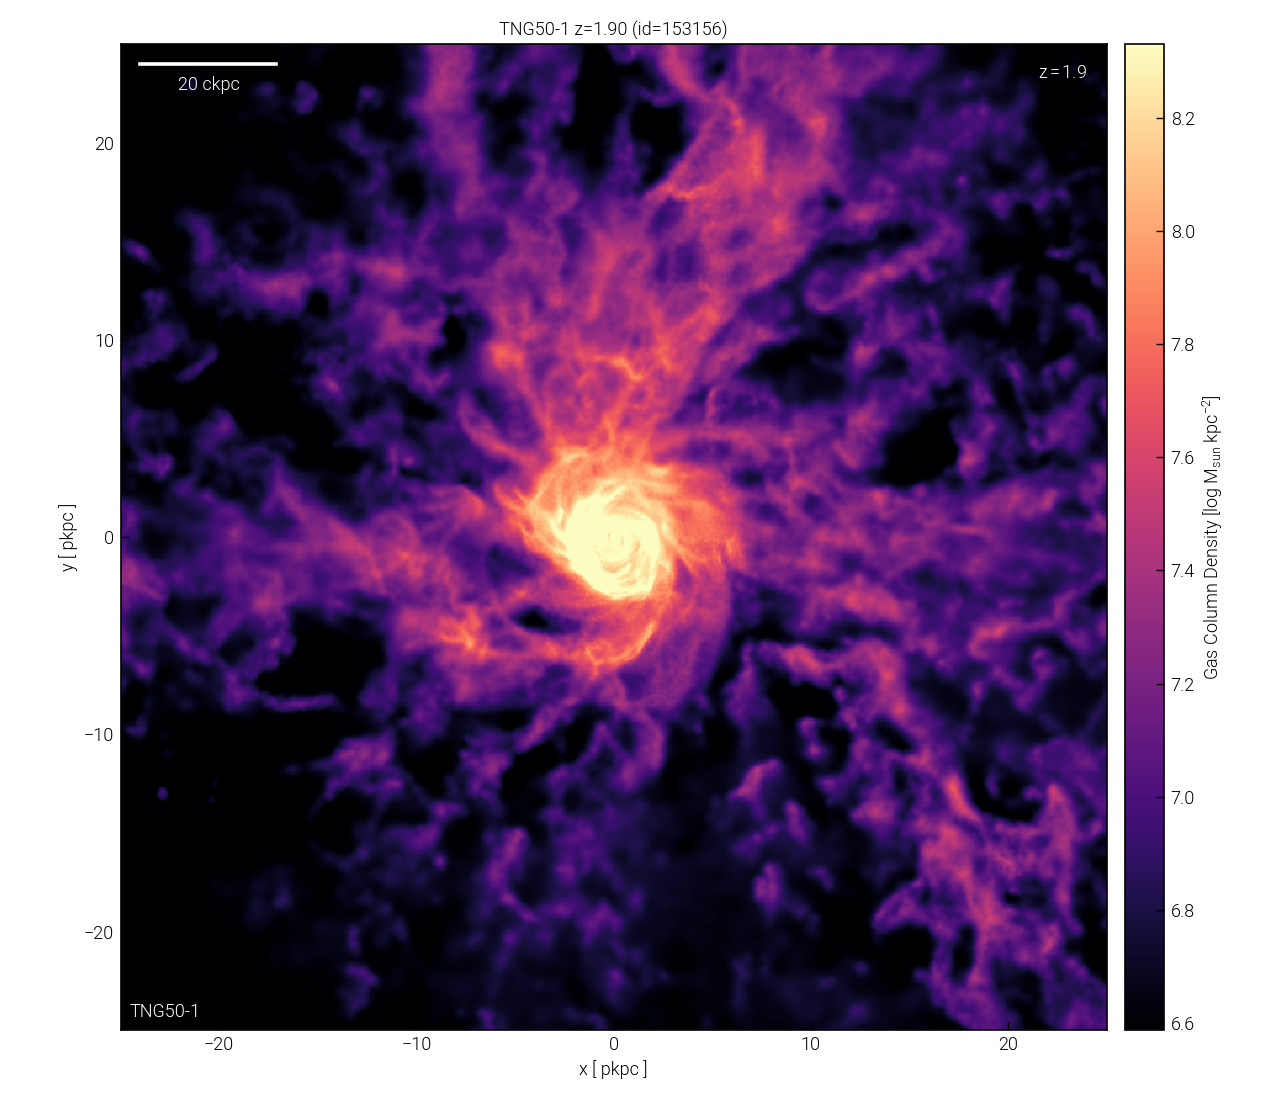 TNG50-1 z=1.90 (id=153156)
20 ckpc
z = 1.9
TNG50-1
20
10
0
−10
−20
y [ pkpc ]
−20
−10
0
10
20
x [ pkpc ]
8.2
8.0
7.8
7.6
7.4
7.2
7.0
6.8
6.6
Gas Column Density [log M_sun kpc⁻²]